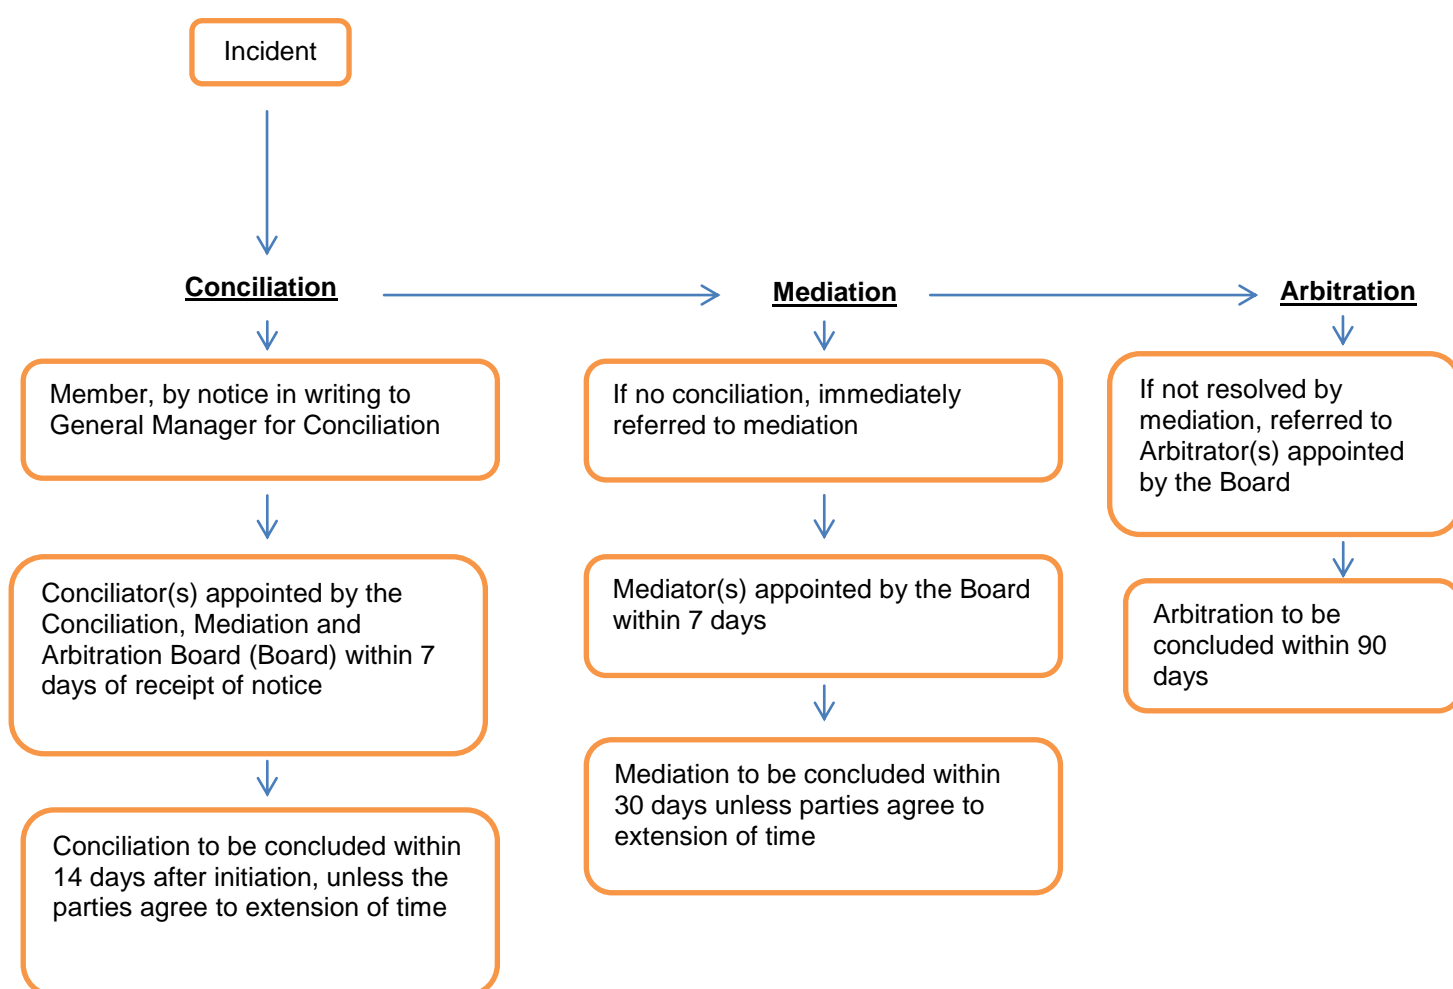 Incident
Conciliation
Mediation
Arbitration
Member, by notice in writing to
General Manager for Conciliation
Conciliator(s) appointed by the
Conciliation, Mediation and
Arbitration Board (Board) within 7
days of receipt of notice
Conciliation to be concluded within
14 days after initiation, unless the
parties agree to extension of time
If no conciliation, immediately
referred to mediation
Mediator(s) appointed by the Board
within 7 days
Mediation to be concluded within
30 days unless parties agree to
extension of time
If not resolved by
mediation, referred to
Arbitrator(s) appointed
by the Board
Arbitration to be
concluded within 90
days